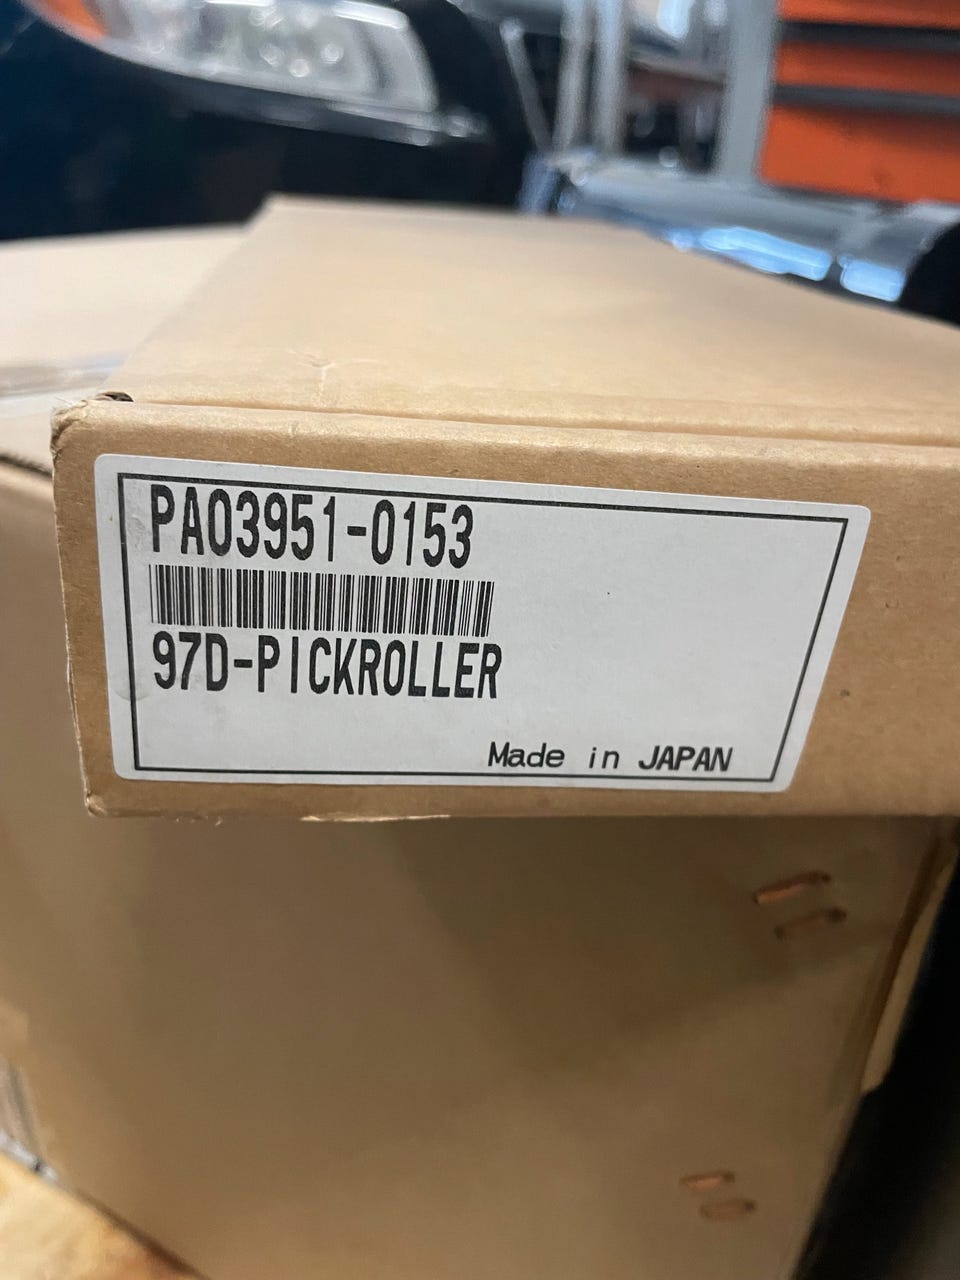 PA03951-0153
97D-PICKROLLER
Made in JAPAN